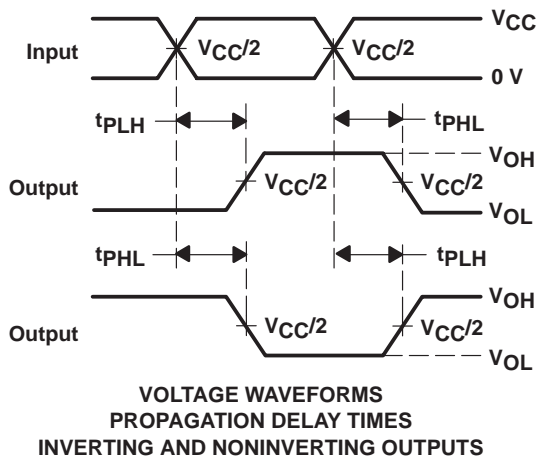 VCC
Input
VCC/2
VCC/2
0 V
tPLH
tPHL
VOH
Output
VCC/2
VCC/2
VOL
tPHL
tPLH
VOH
Output
VCC/2
VCC/2
VOL
VOLTAGE WAVEFORMS
PROPAGATION DELAY TIMES
INVERTING AND NONINVERTING OUTPUTS